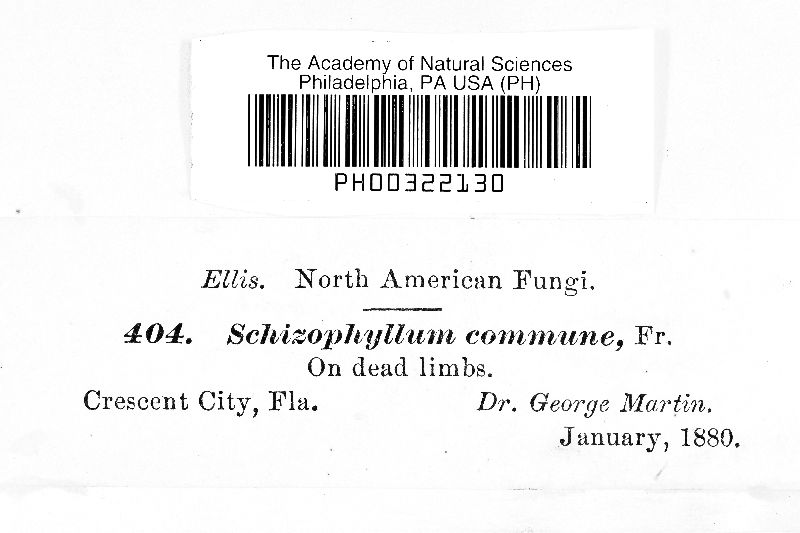 The Academy of Natural Sciences
Philadelphia, PA USA (PH)
PH00322130
Ellis. North American Fungi.
404. Schizophyllum commune, Fr.
On dead limbs.
Crescent City, Fla. Dr. George Martin.
January, 1880.